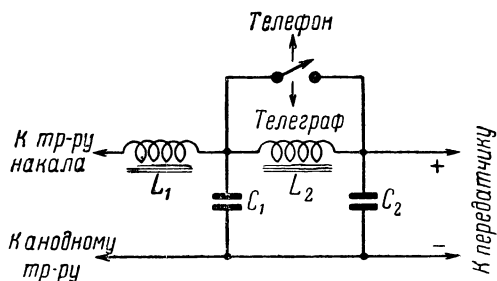 Телефон
Телеграф
К тр-ру
накала
L₁
L₂
C₁
C₂
+
−
К анодному
тр-ру
К передатчику